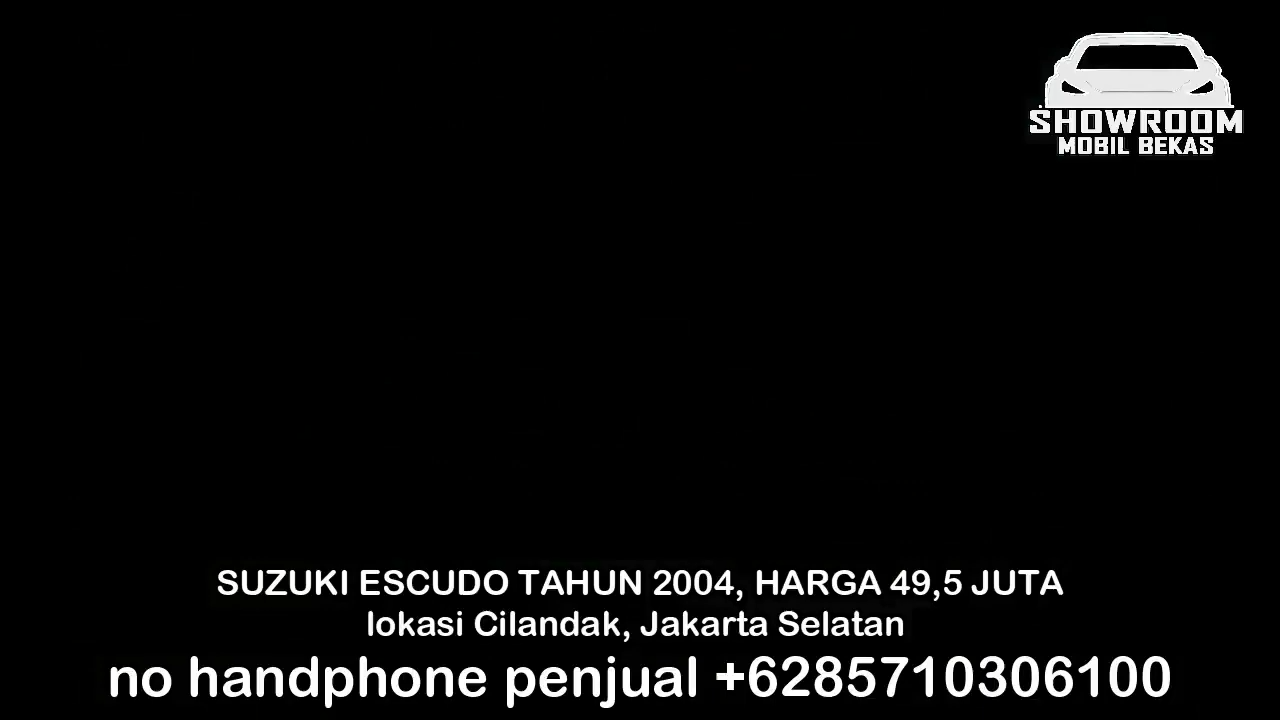 SHOWROOM
MOBIL BEKAS
SUZUKI ESCUDO TAHUN 2004, HARGA 49,5 JUTA
lokasi Cilandak, Jakarta Selatan
no handphone penjual +6285710306100